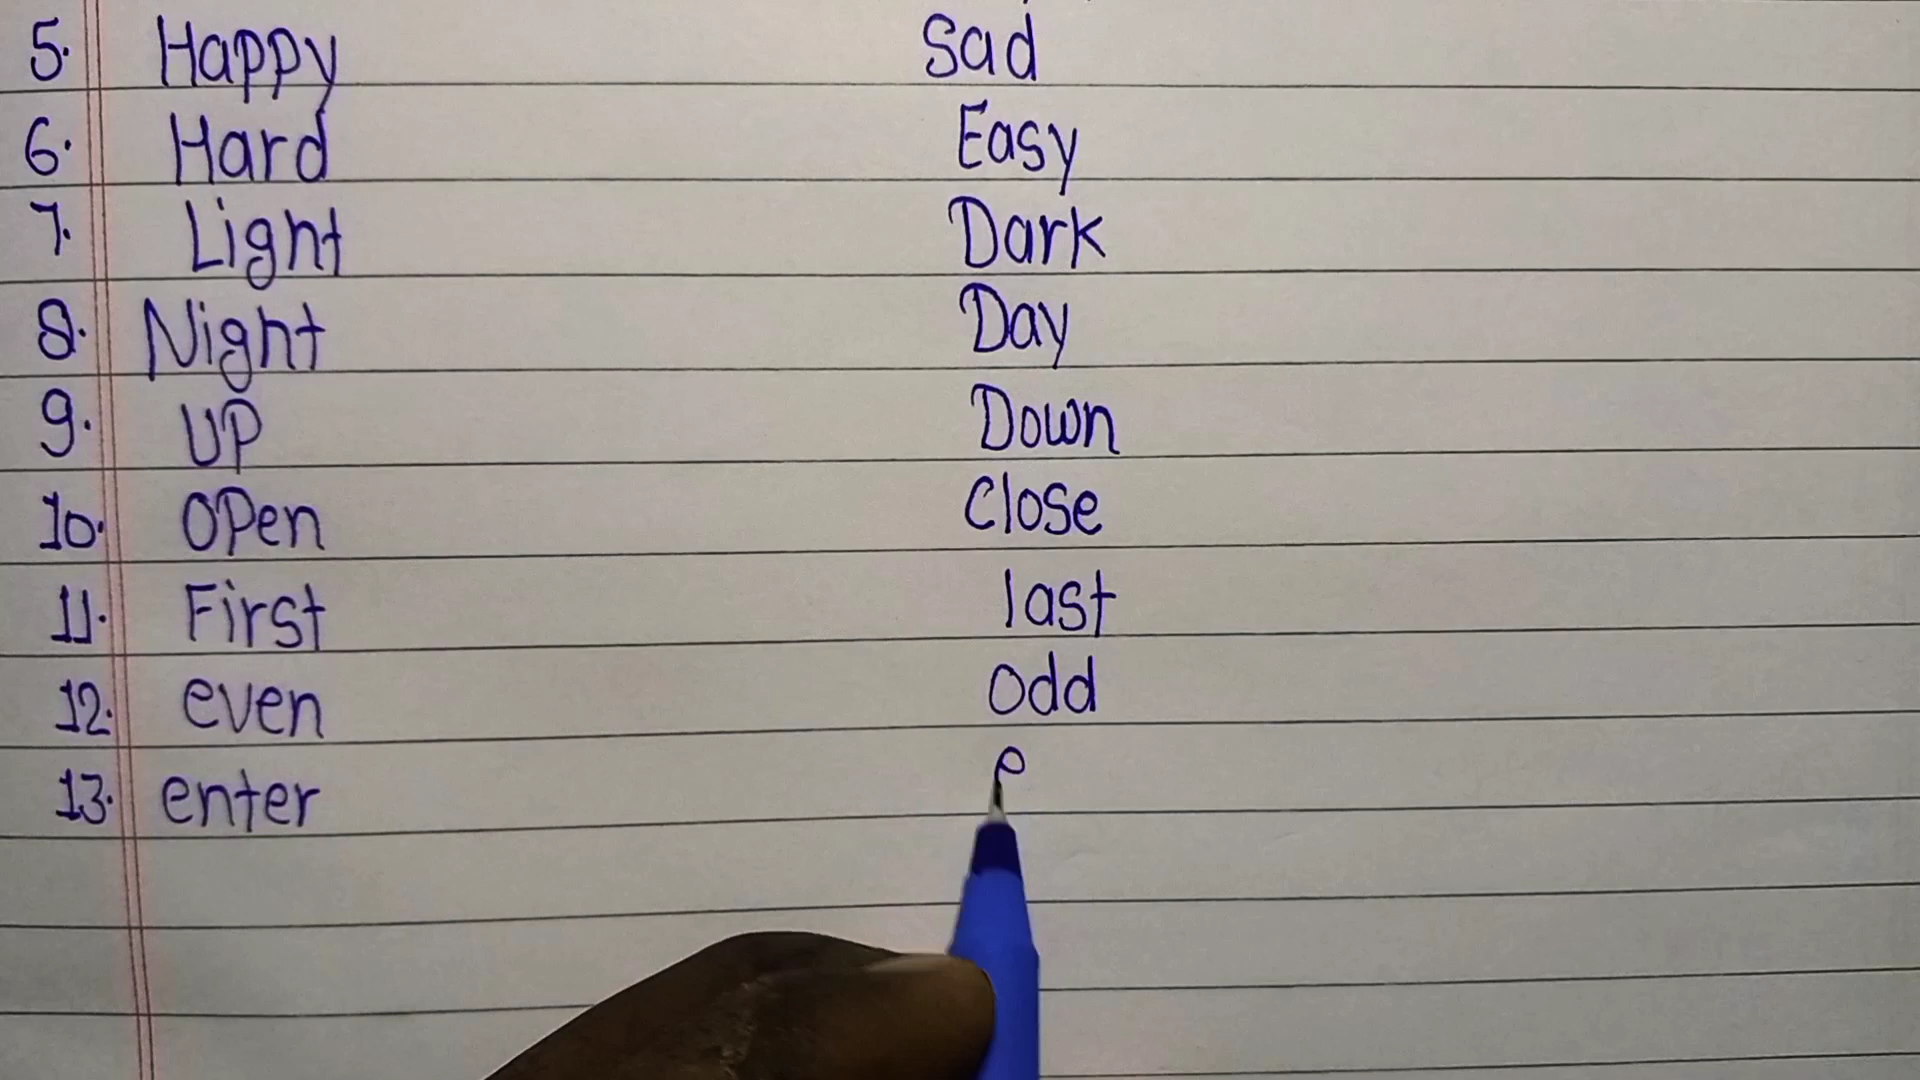 5. Happy Sad
6. Hard Easy
7. Light Dark
8. Night Day
9. UP Down
10. OPen Close
11. First last
12. even odd
13. enter e